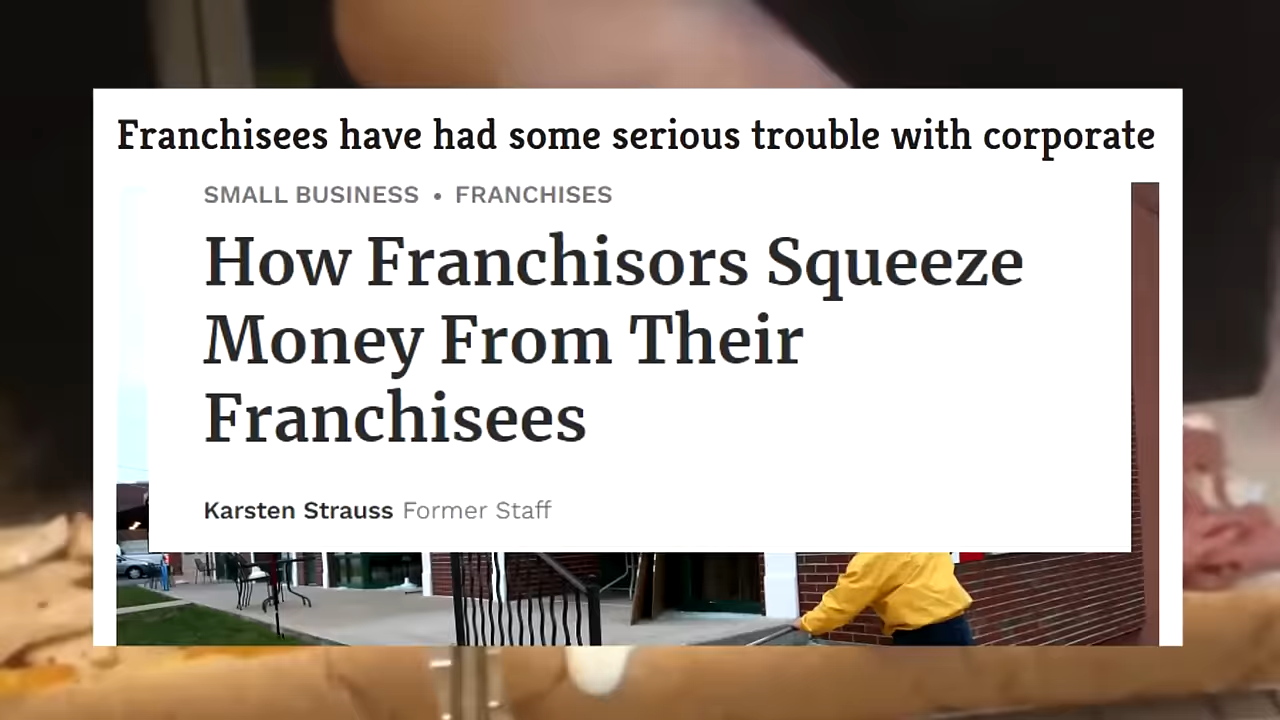 Franchisees have had some serious trouble with corporate
SMALL BUSINESS • FRANCHISES
How Franchisors Squeeze
Money From Their
Franchisees
Karsten Strauss Former Staff